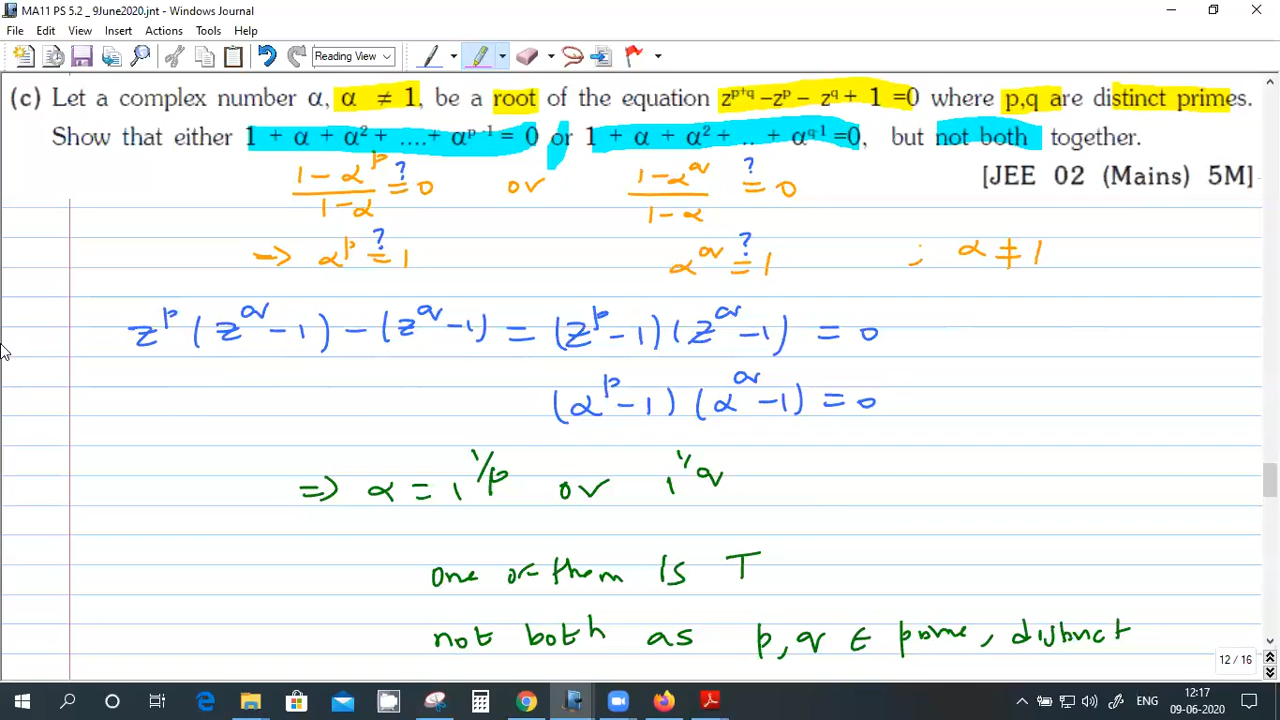 MA11 PS 5.2 _ 9June2020.jnt - Windows Journal
File Edit View Insert Actions Tools Help
Reading View
(c) Let a complex number α, α ≠ 1, be a root of the equation z^{p+q} –z^p – z^q + 1 =0 where p,q are distinct primes.
Show that either 1 + α + α² + ....+ α^{p-1} = 0 or 1 + α + α² + .. + α^{q-1} =0, but not both together.
[JEE 02 (Mains) 5M]
(1-α^p)/(1-α) ?= 0 or (1-α^q)/(1-α) ?= 0
=> α^p ?= 1 α^q ?= 1 ; α ≠ 1
z^p (z^q -1) - (z^q -1) = (z^p -1)(z^q -1) = 0
(α^p -1) (α^q -1) = 0
=> α = 1^{1/p} or 1^{1/q}
one of them is T
not both as p, q ∈ prime, distinct
12 / 16
ENG
12:17
09-06-2020